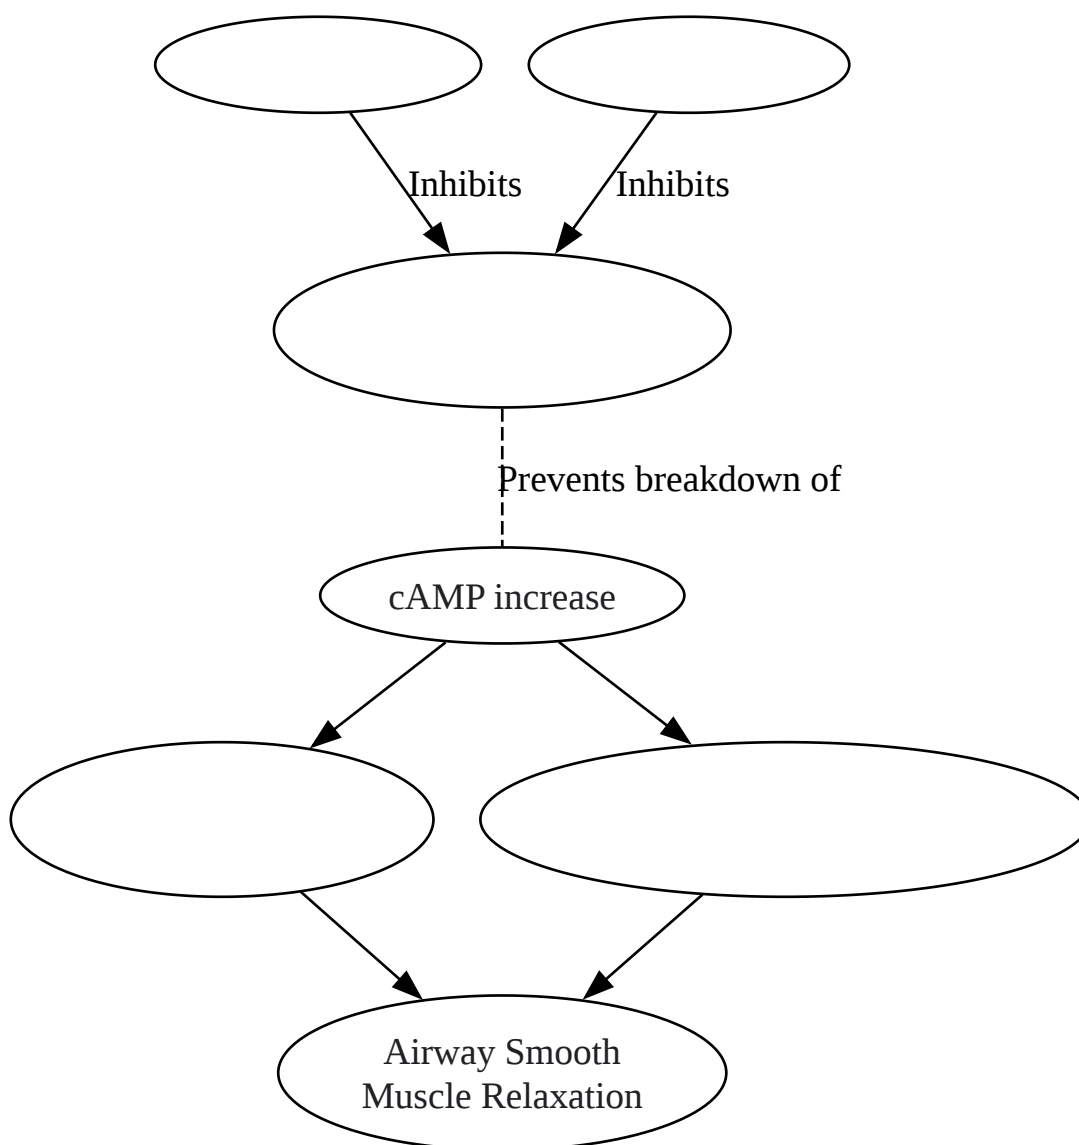 Inhibits
Inhibits
Prevents breakdown of
cAMP increase
Airway Smooth
Muscle Relaxation